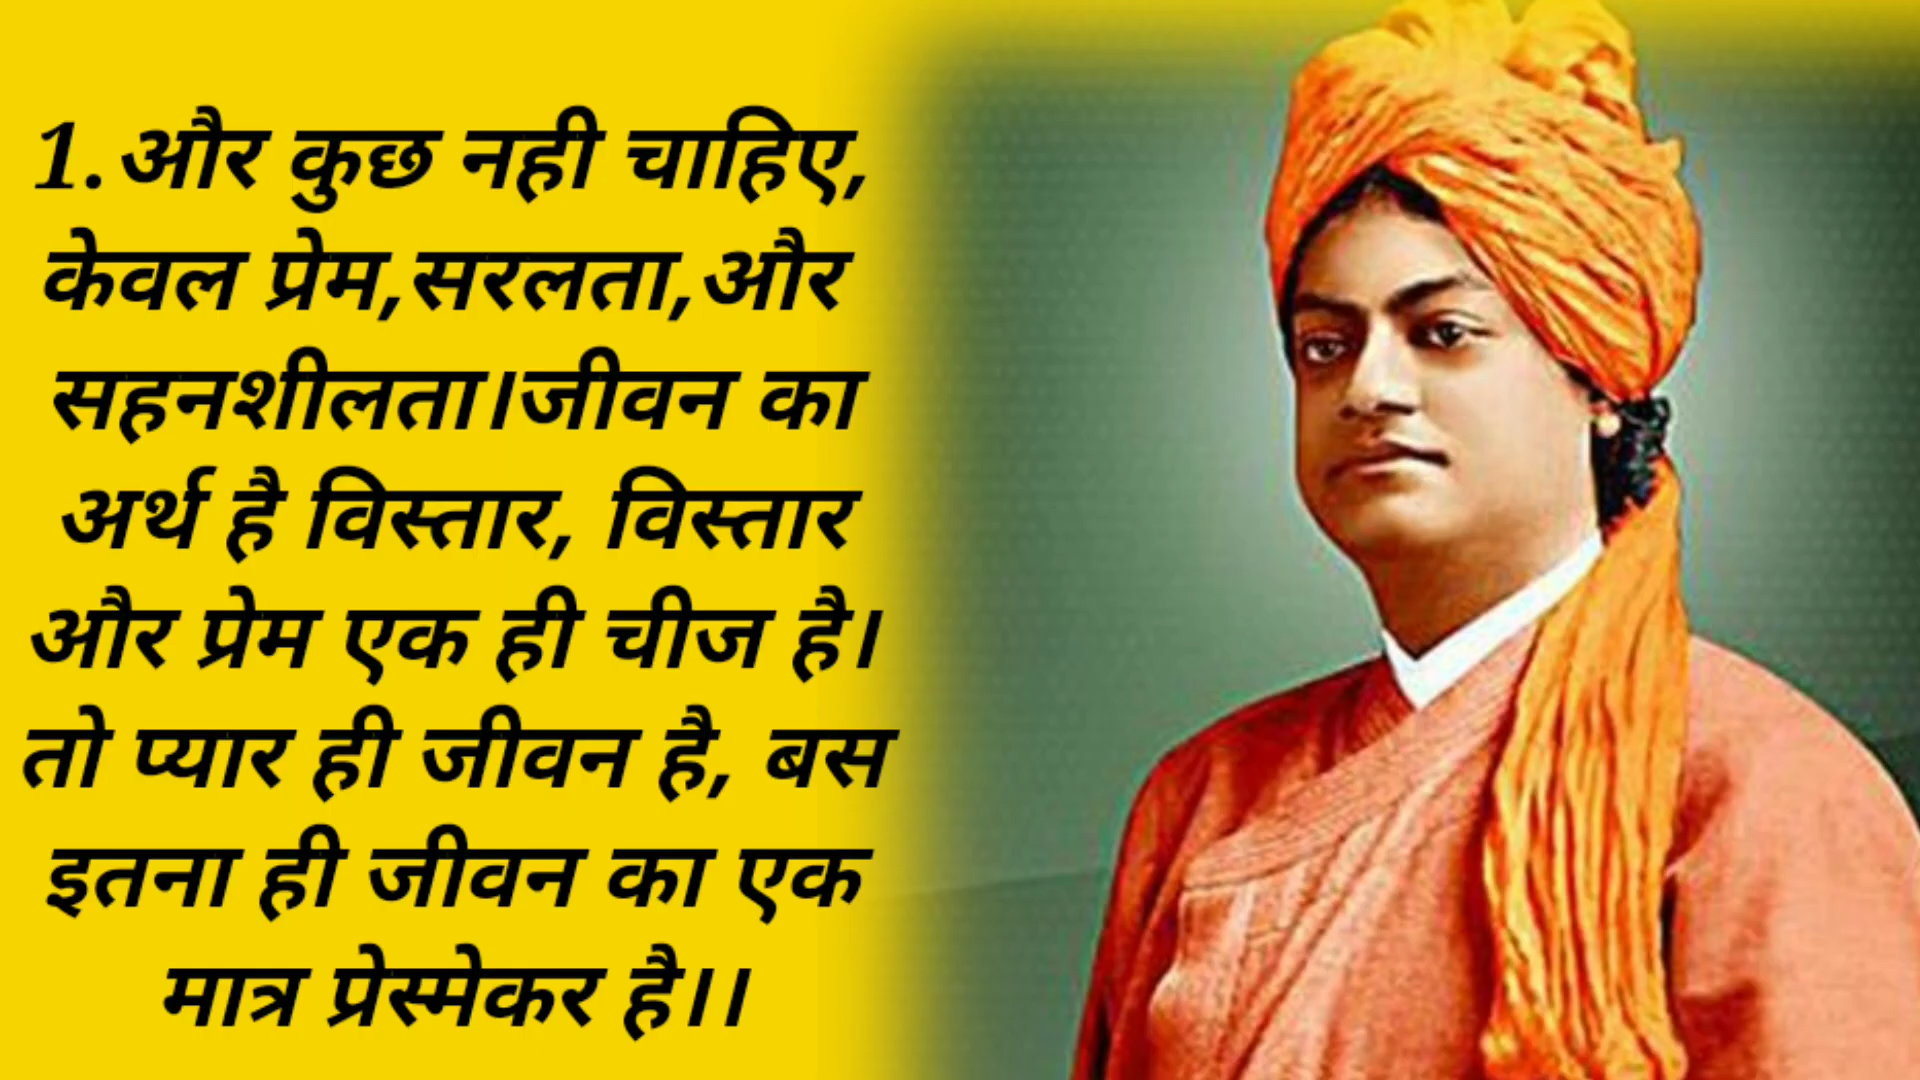 1.और कुछ नही चाहिए,
केवल प्रेम,सरलता,और
सहनशीलता।जीवन का
अर्थ है विस्तार, विस्तार
और प्रेम एक ही चीज है।
तो प्यार ही जीवन है, बस
इतना ही जीवन का एक
मात्र प्रेस्मेकर है।।